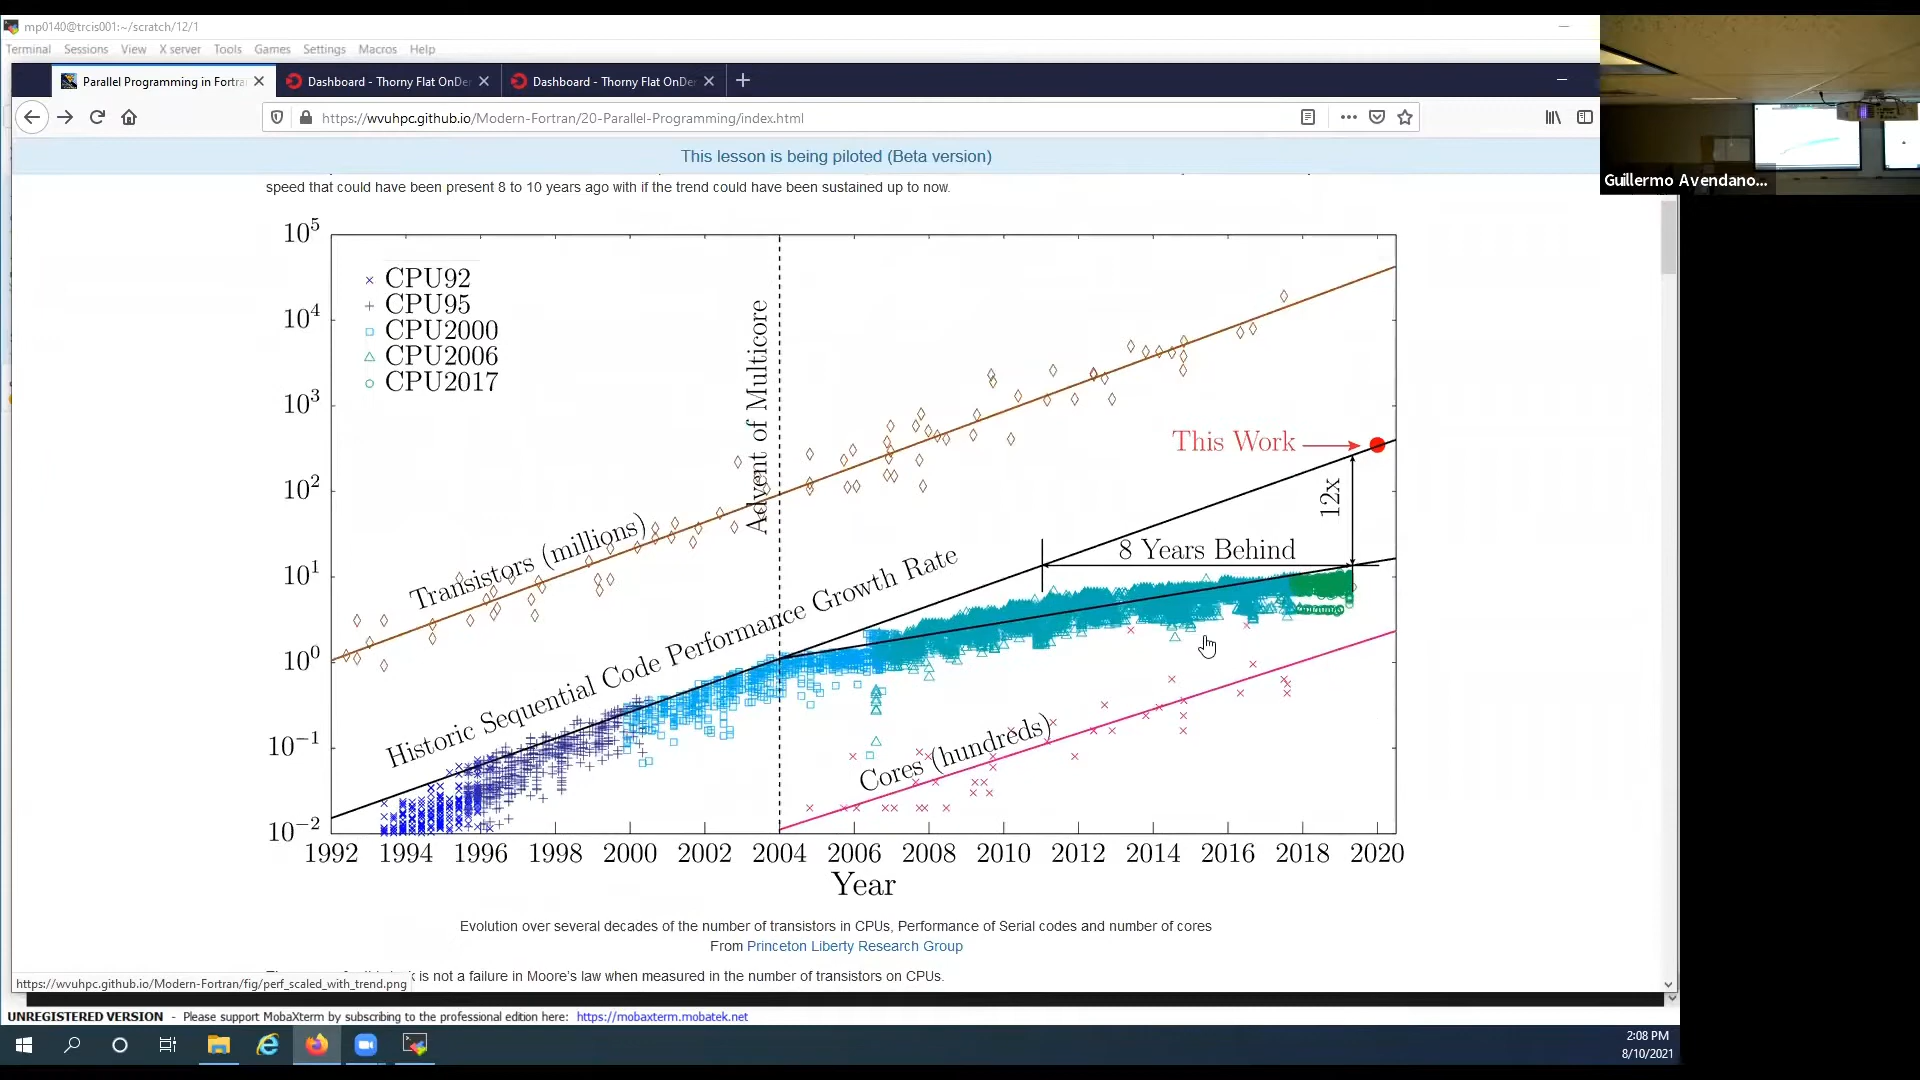 mp0140@trcis001:~/scratch/12/1
Terminal Sessions View X server Tools Games Settings Macros Help
Parallel Programming in Fortra
Dashboard - Thorny Flat OnDe
Dashboard - Thorny Flat OnDe
https://wvuhpc.github.io/Modern-Fortran/20-Parallel-Programming/index.html
This lesson is being piloted (Beta version)
Guillermo Avendano...
speed that could have been present 8 to 10 years ago with if the trend could have been sustained up to now.
10^5
10^4
10^3
10^2
10^1
10^0
10^-1
10^-2
CPU92
CPU95
CPU2000
CPU2006
CPU2017
Advent of Multicore
This Work
12x
8 Years Behind
Transistors (millions)
Historic Sequential Code Performance Growth Rate
Cores (hundreds)
1992 1994 1996 1998 2000 2002 2004 2006 2008 2010 2012 2014 2016 2018 2020
Year
Evolution over several decades of the number of transistors in CPUs, Performance of Serial codes and number of cores
From Princeton Liberty Research Group
is not a failure in Moore's law when measured in the number of transistors on CPUs.
https://wvuhpc.github.io/Modern-Fortran/fig/perf_scaled_with_trend.png
UNREGISTERED VERSION - Please support MobaXterm by subscribing to the professional edition here: https://mobaxterm.mobatek.net
2:08 PM
8/10/2021